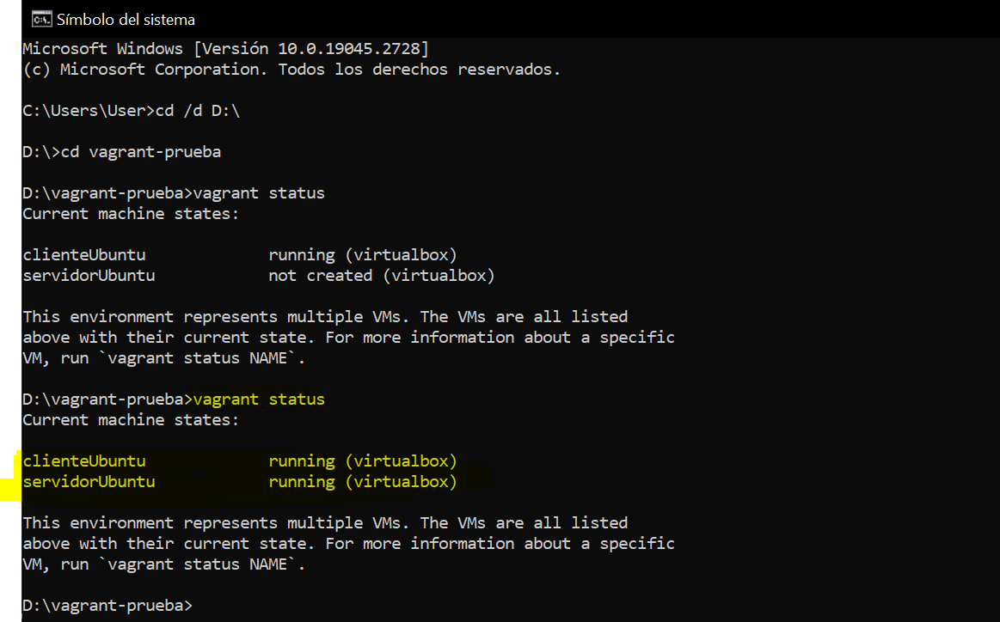 Símbolo del sistema
Microsoft Windows [Versión 10.0.19045.2728]
(c) Microsoft Corporation. Todos los derechos reservados.
C:\Users\User>cd /d D:\
D:\>cd vagrant-prueba
D:\vagrant-prueba>vagrant status
Current machine states:
clienteUbuntu             running (virtualbox)
servidorUbuntu            not created (virtualbox)
This environment represents multiple VMs. The VMs are all listed
above with their current state. For more information about a specific
VM, run `vagrant status NAME`.
D:\vagrant-prueba>vagrant status
Current machine states:
clienteUbuntu             running (virtualbox)
servidorUbuntu            running (virtualbox)
This environment represents multiple VMs. The VMs are all listed
above with their current state. For more information about a specific
VM, run `vagrant status NAME`.
D:\vagrant-prueba>